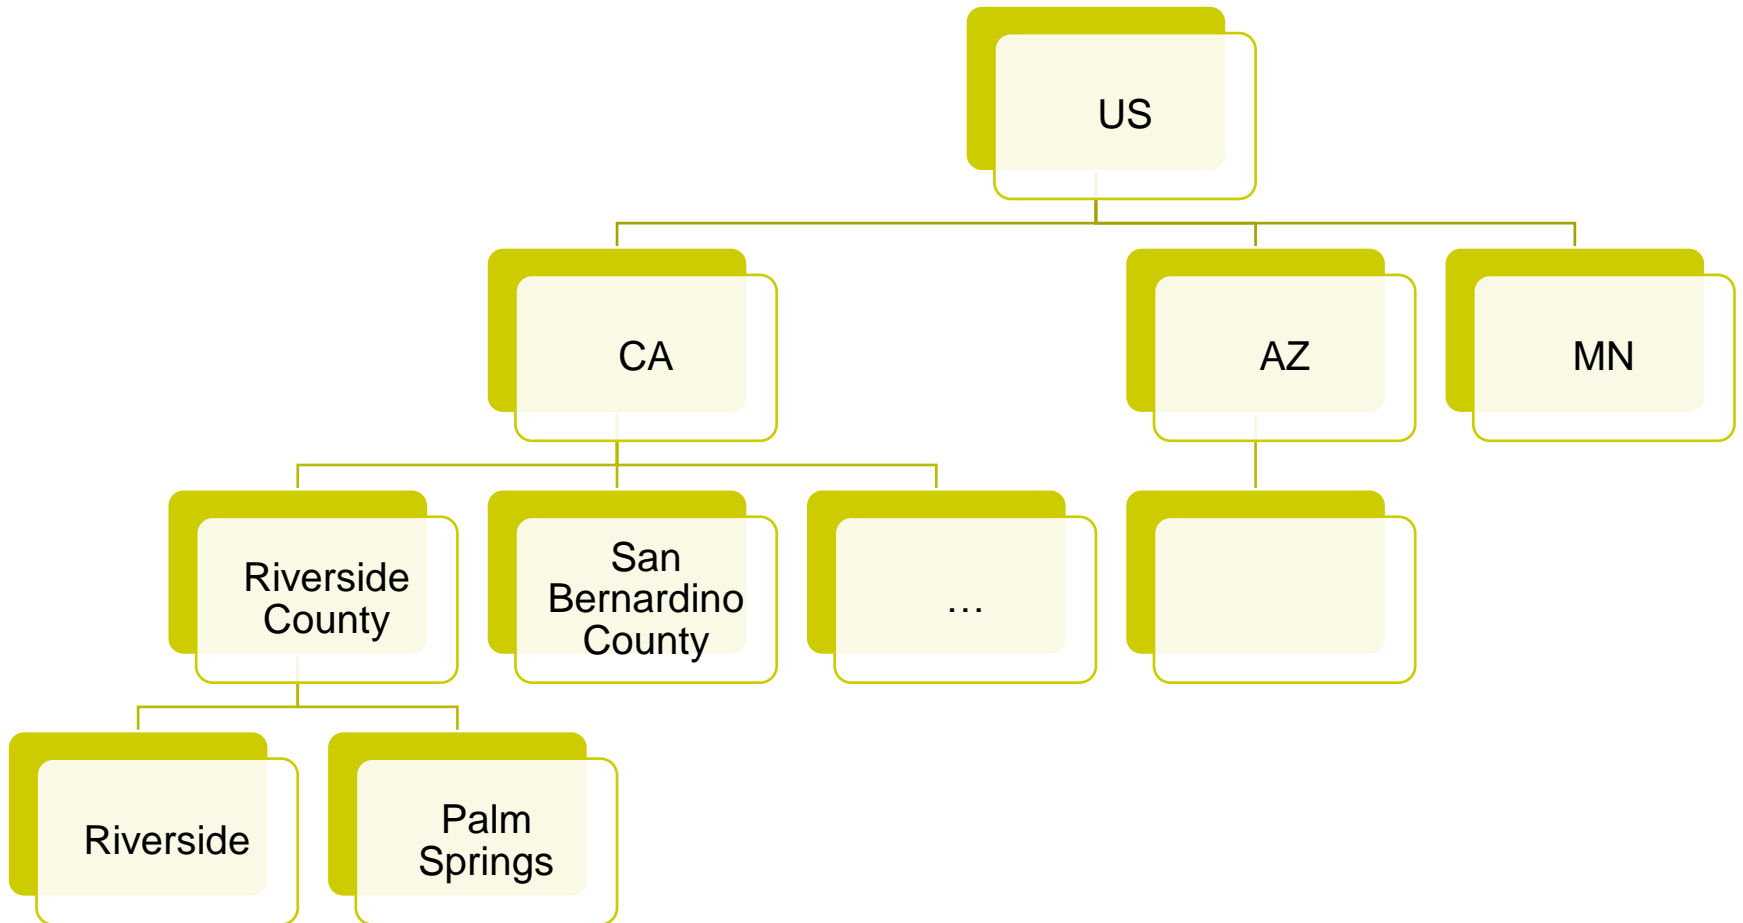 US
CA
AZ
MN
Riverside
County
San
Bernardino
County
…
Riverside
Palm
Springs